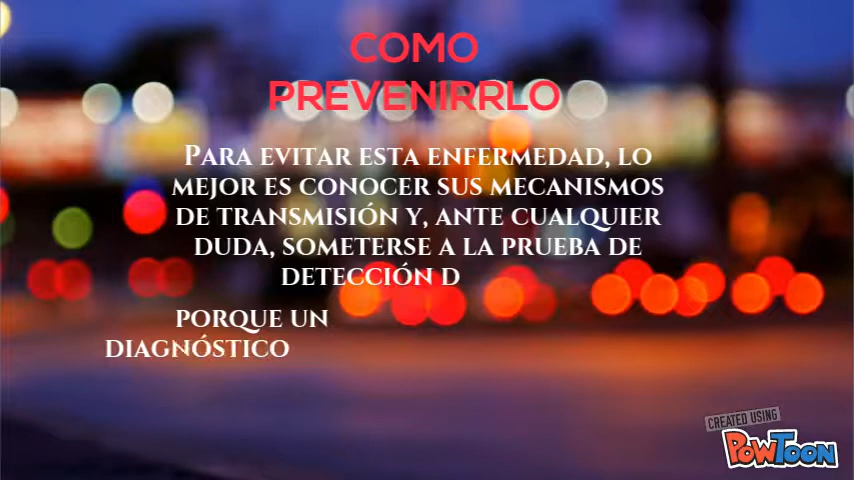 COMO
PREVENIRRLO
Para evitar esta enfermedad, lo
mejor es conocer sus mecanismos
de transmisión y, ante cualquier
duda, someterse a la prueba de
detección d
porque un
diagnóstico
CREATED USING
PowToon